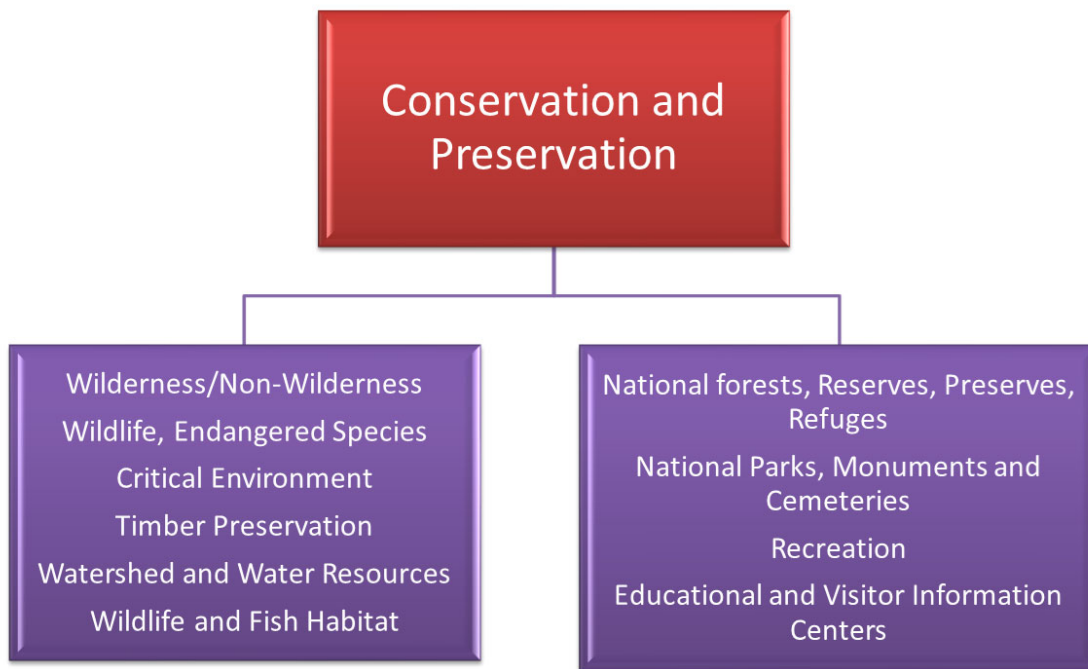 Conservation and
Preservation
Wilderness/Non-Wilderness
Wildlife, Endangered Species
Critical Environment
Timber Preservation
Watershed and Water Resources
Wildlife and Fish Habitat
National forests, Reserves, Preserves,
Refuges
National Parks, Monuments and
Cemeteries
Recreation
Educational and Visitor Information
Centers